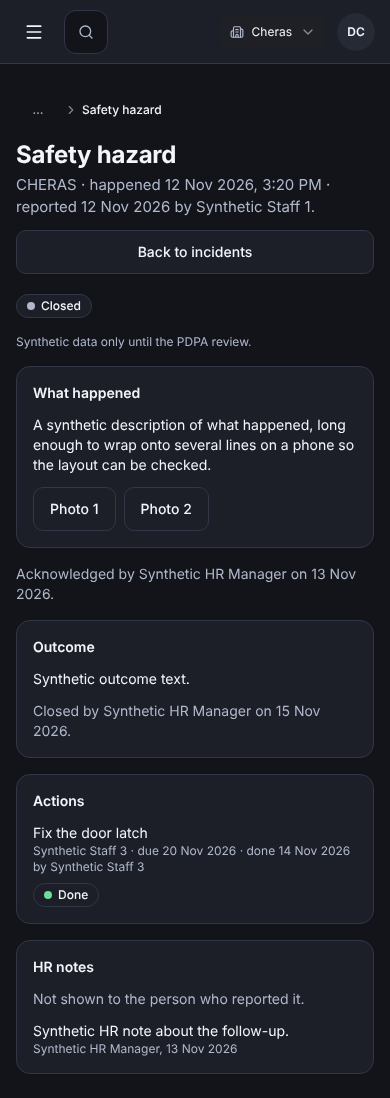 Cheras
DC
... > Safety hazard
Safety hazard
CHERAS · happened 12 Nov 2026, 3:20 PM ·
reported 12 Nov 2026 by Synthetic Staff 1.
Back to incidents
Closed
Synthetic data only until the PDPA review.
What happened
A synthetic description of what happened, long
enough to wrap onto several lines on a phone so
the layout can be checked.
Photo 1
Photo 2
Acknowledged by Synthetic HR Manager on 13 Nov
2026.
Outcome
Synthetic outcome text.
Closed by Synthetic HR Manager on 15 Nov
2026.
Actions
Fix the door latch
Synthetic Staff 3 · due 20 Nov 2026 · done 14 Nov 2026
by Synthetic Staff 3
Done
HR notes
Not shown to the person who reported it.
Synthetic HR note about the follow-up.
Synthetic HR Manager, 13 Nov 2026